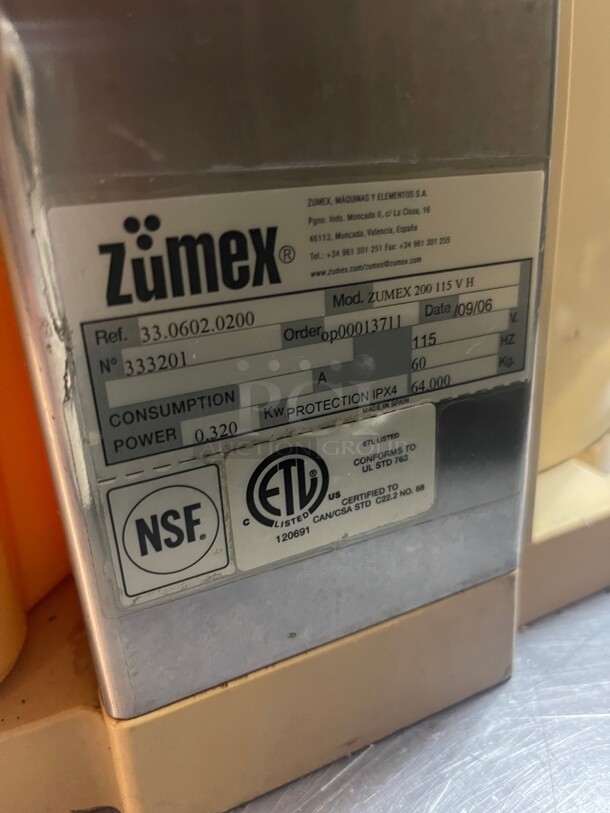 zümex®
ZUMEX, MÁQUINAS Y ELEMENTOS S.A.
Pgno. Inds. Moncada II, c/ La Closa, 16
46113, Moncada, Valencia, España
Tel.: +34 961 301 251 Fax: +34 961 301 255
www.zumex.com/zumex@zumex.com
Ref. 33.0602.0200 Mod. ZUMEX 200 115 V H
Nº 333201 Order op00013711 Date /09/06
115 V.
A 60 HZ
CONSUMPTION
POWER 0,320 KW PROTECTION IPX4 64,000 Kg.
MADE IN SPAIN
NSF®
ETL®
C LISTED US
120691
ETL LISTED
CONFORMS TO
UL STD 763
CERTIFIED TO
CAN/CSA STD C22.2 NO. 68
PCI
AUCTION GROUP